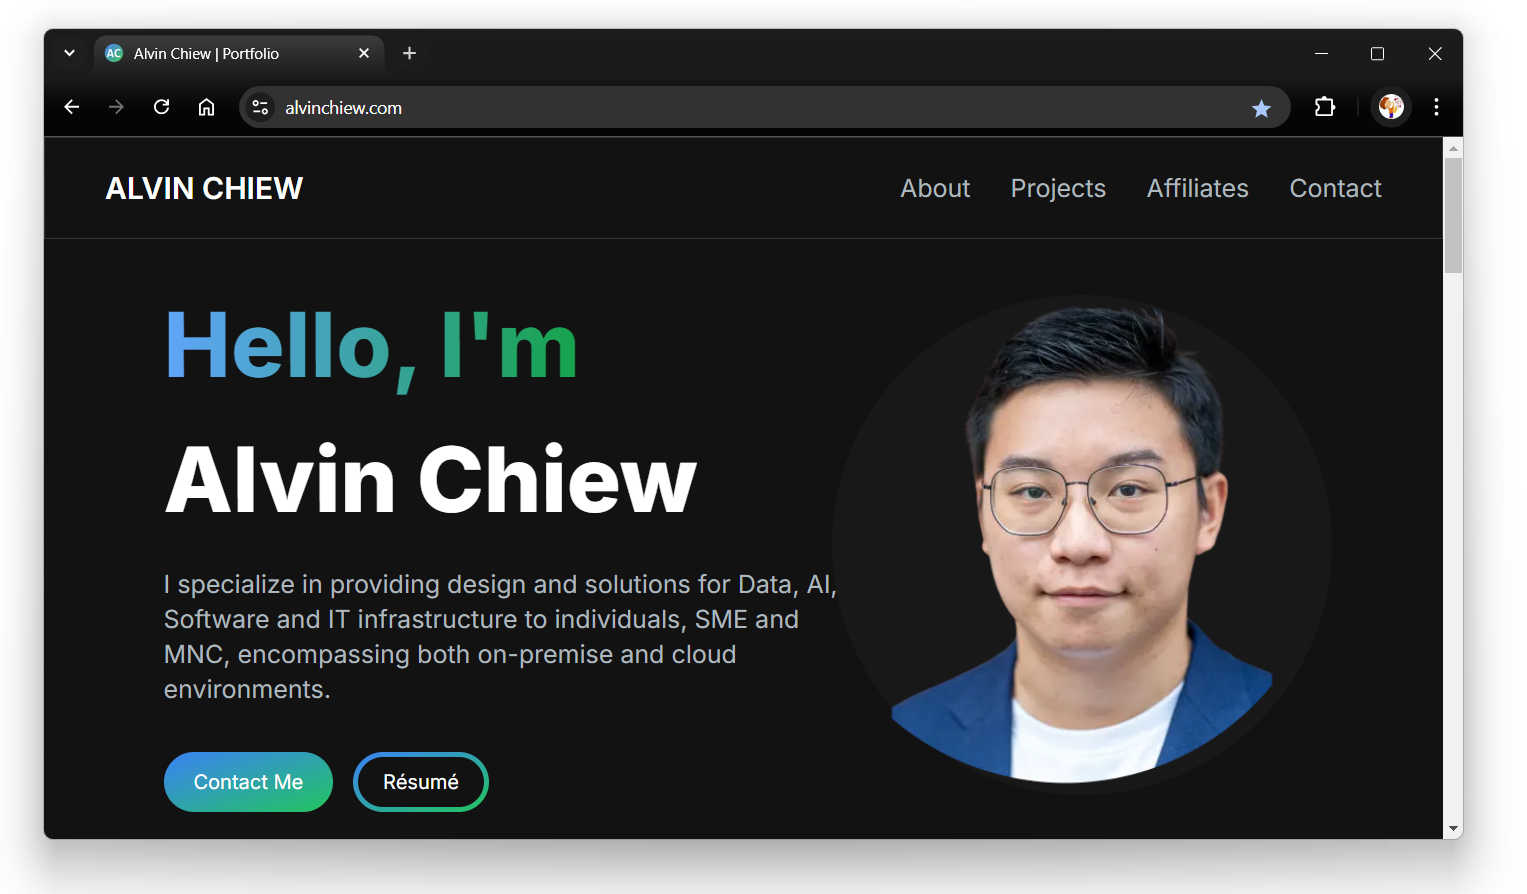 AC Alvin Chiew | Portfolio
alvinchiew.com
ALVIN CHIEW
About Projects Affiliates Contact
Hello, I'm
Alvin Chiew
I specialize in providing design and solutions for Data, AI,
Software and IT infrastructure to individuals, SME and
MNC, encompassing both on-premise and cloud
environments.
Contact Me Résumé